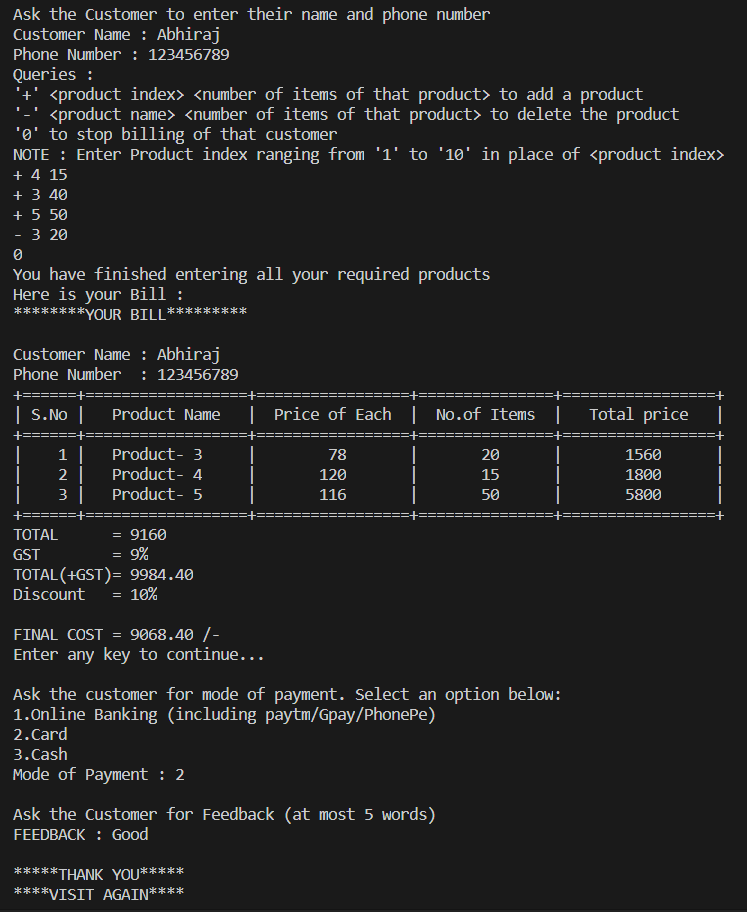 Ask the Customer to enter their name and phone number
Customer Name : Abhiraj
Phone Number : 123456789
Queries :
'+' <product index> <number of items of that product> to add a product
'-' <product name> <number of items of that product> to delete the product
'0' to stop billing of that customer
NOTE : Enter Product index ranging from '1' to '10' in place of <product index>
+ 4 15
+ 3 40
+ 5 50
- 3 20
0
You have finished entering all your required products
Here is your Bill :
********YOUR BILL*********

Customer Name : Abhiraj
Phone Number  : 123456789
+======+==================+=================+===============+=================+
| S.No |   Product Name   |  Price of Each  |  No.of Items  |   Total price   |
+======+==================+=================+===============+=================+
|    1 |   Product- 3     |        78       |       20      |       1560      |
|    2 |   Product- 4     |       120       |       15      |       1800      |
|    3 |   Product- 5     |       116       |       50      |       5800      |
+======+==================+=================+===============+=================+
TOTAL      = 9160
GST        = 9%
TOTAL(+GST)= 9984.40
Discount   = 10%

FINAL COST = 9068.40 /-
Enter any key to continue...

Ask the customer for mode of payment. Select an option below:
1.Online Banking (including paytm/Gpay/PhonePe)
2.Card
3.Cash
Mode of Payment : 2

Ask the Customer for Feedback (at most 5 words)
FEEDBACK : Good

*****THANK YOU*****
****VISIT AGAIN****